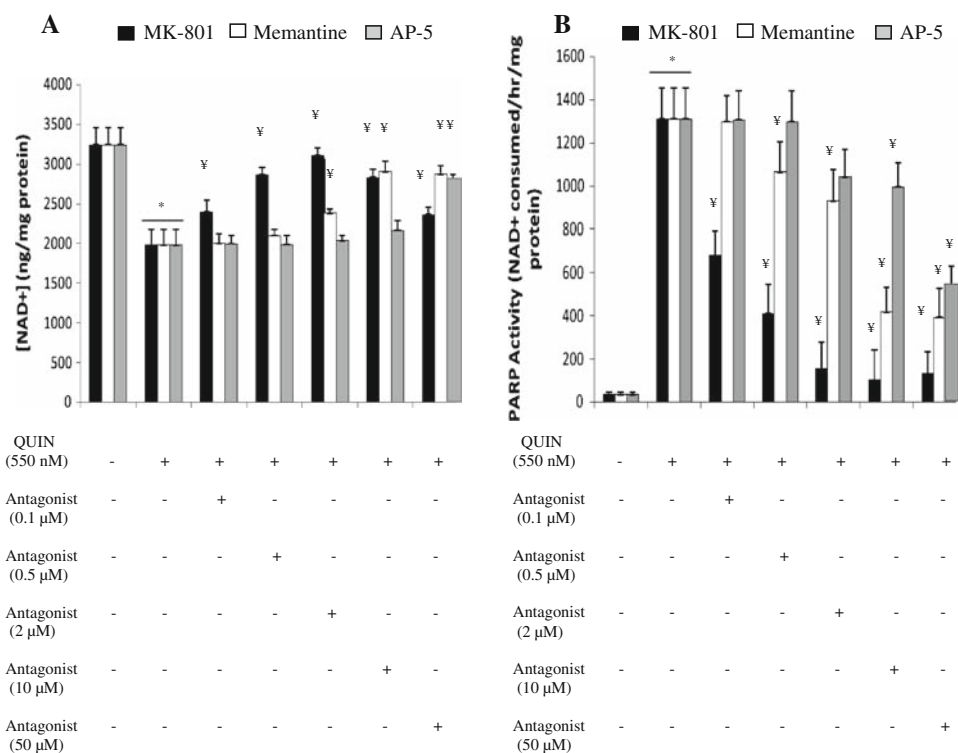 A
MK-801 Memantine AP-5
[NAD+] (ng/mg protein)
4000
3500
3000
2500
2000
1500
1000
500
0
*
¥
¥
¥
¥
¥ ¥
¥
¥¥
QUIN
(550 nM) - + + + + + +
Antagonist - - + - - - -
(0.1 µM)
Antagonist - - - + - - -
(0.5 µM)
Antagonist - - - - + - -
(2 µM)
Antagonist - - - - - + -
(10 µM)
Antagonist - - - - - - +
(50 µM)
B
MK-801 Memantine AP-5
PARP Activity (NAD+ consumed/hr/mg
protein)
1600
1400
1200
1000
800
600
400
200
0
*
¥
¥
¥
¥
¥
¥
¥
¥
¥
¥
¥
QUIN
(550 nM) - + + + + + +
Antagonist - - + - - - -
(0.1 µM)
Antagonist - - - + - - -
(0.5 µM)
Antagonist - - - - + - -
(2 µM)
Antagonist - - - - - + -
(10 µM)
Antagonist - - - - - - +
(50 µM)